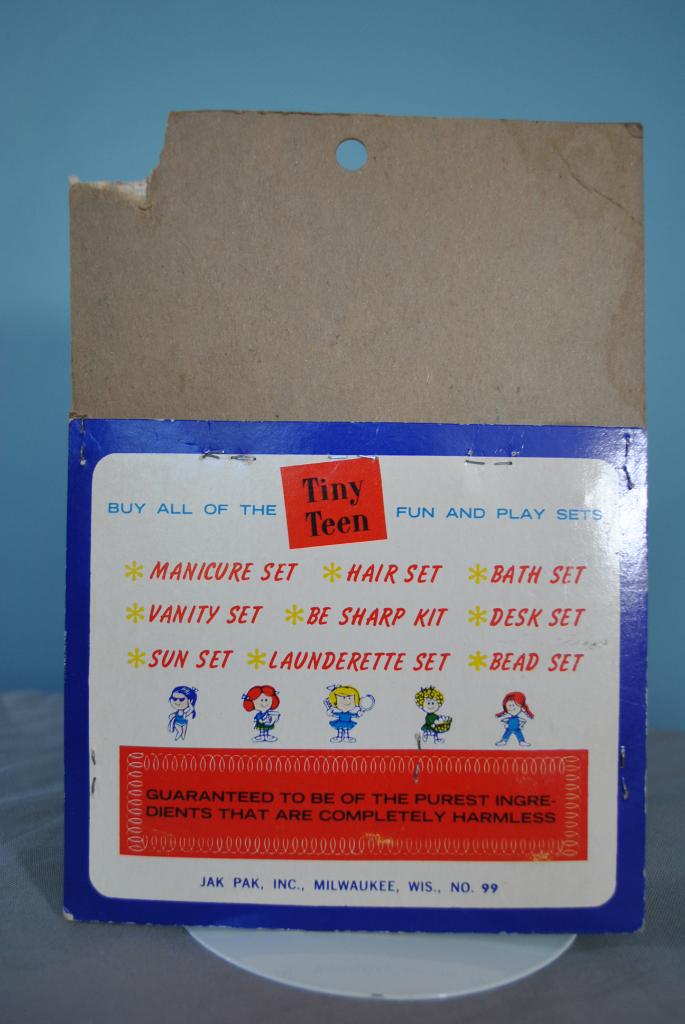 BUY ALL OF THE Tiny Teen FUN AND PLAY SETS
* MANICURE SET * HAIR SET * BATH SET
* VANITY SET * BE SHARP KIT * DESK SET
* SUN SET * LAUNDERETTE SET * BEAD SET
GUARANTEED TO BE OF THE PUREST INGRE-
DIENTS THAT ARE COMPLETELY HARMLESS
JAK PAK, INC., MILWAUKEE, WIS., NO. 99